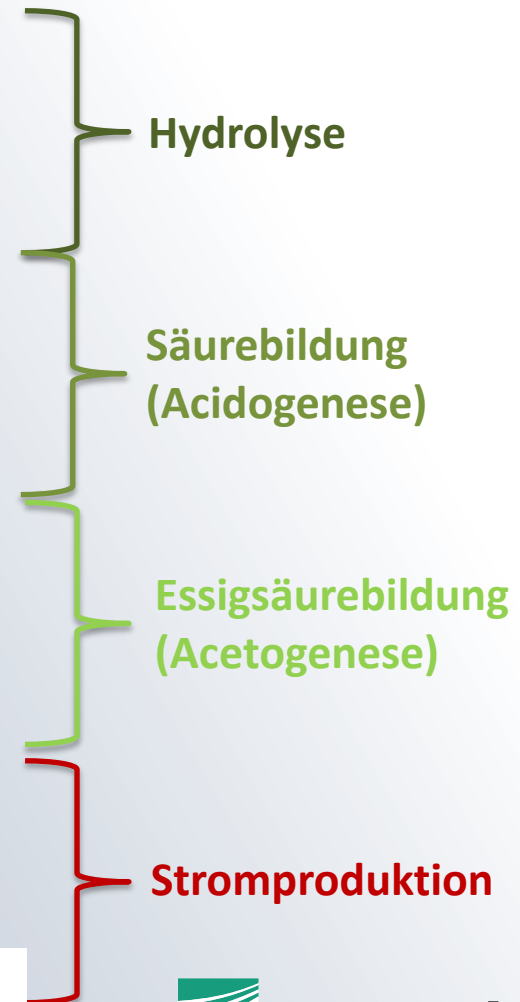 Hydrolyse
Säurebildung
(Acidogenese)
Essigsäurebildung
(Acetogenese)
Stromproduktion